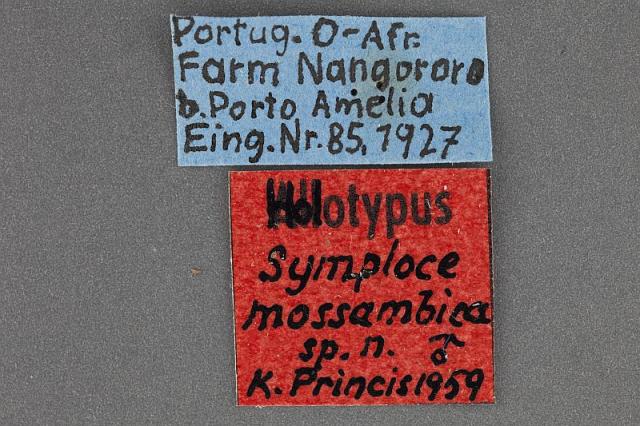 Portug. O-Afr.
Farm Nangororo
b. Porto Amelia
Eing. Nr. 85, 1927
Holotypus
Symploce
mossambica
sp. n. ♂
K. Princis 1959